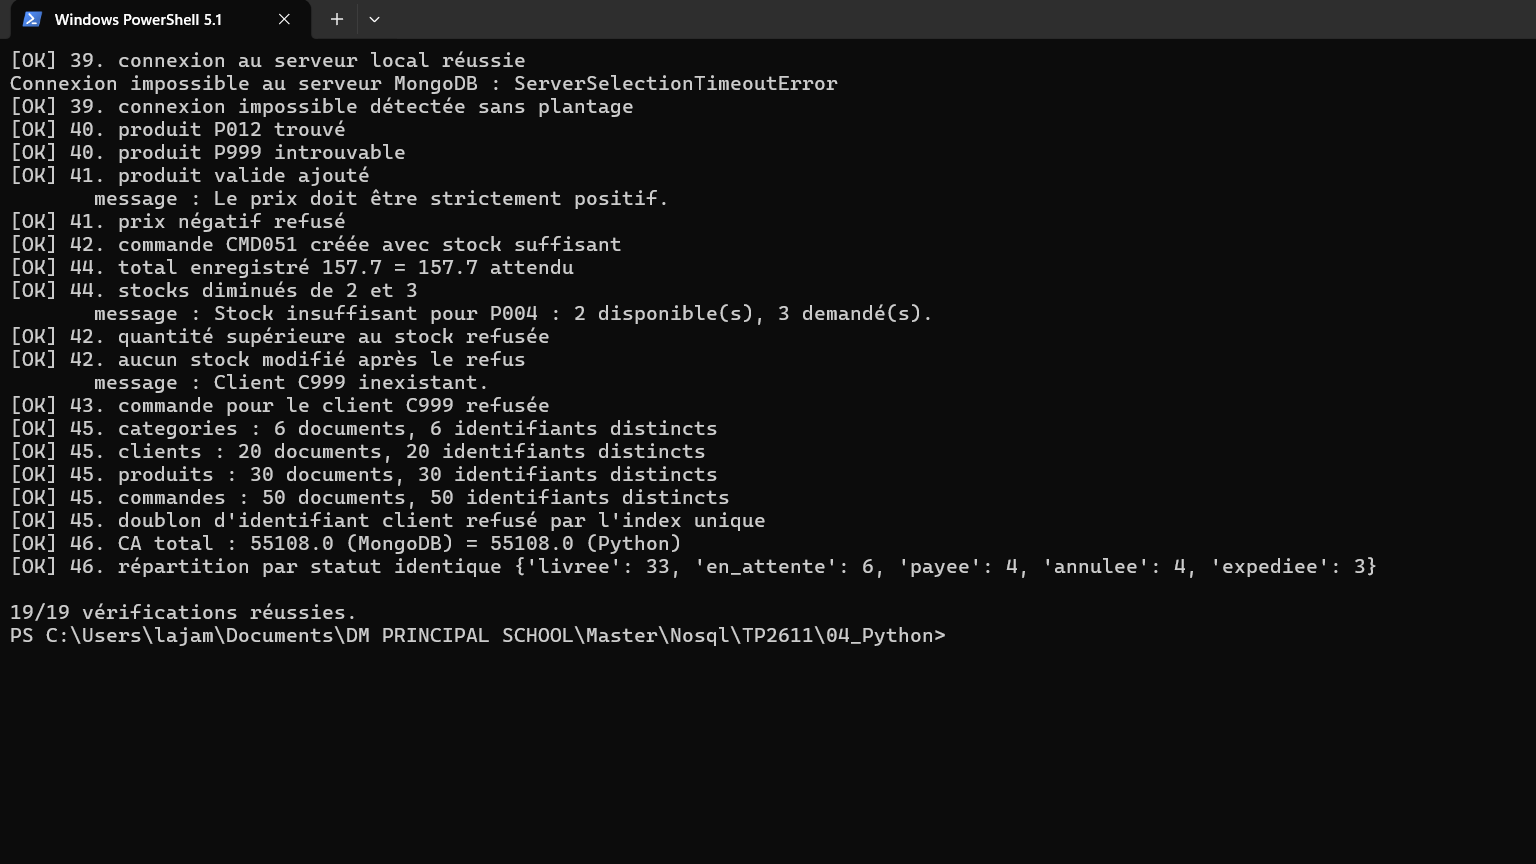 Windows PowerShell 5.1
[OK] 39. connexion au serveur local réussie
Connexion impossible au serveur MongoDB : ServerSelectionTimeoutError
[OK] 39. connexion impossible détectée sans plantage
[OK] 40. produit P012 trouvé
[OK] 40. produit P999 introuvable
[OK] 41. produit valide ajouté
       message : Le prix doit être strictement positif.
[OK] 41. prix négatif refusé
[OK] 42. commande CMD051 créée avec stock suffisant
[OK] 44. total enregistré 157.7 = 157.7 attendu
[OK] 44. stocks diminués de 2 et 3
       message : Stock insuffisant pour P004 : 2 disponible(s), 3 demandé(s).
[OK] 42. quantité supérieure au stock refusée
[OK] 42. aucun stock modifié après le refus
       message : Client C999 inexistant.
[OK] 43. commande pour le client C999 refusée
[OK] 45. categories : 6 documents, 6 identifiants distincts
[OK] 45. clients : 20 documents, 20 identifiants distincts
[OK] 45. produits : 30 documents, 30 identifiants distincts
[OK] 45. commandes : 50 documents, 50 identifiants distincts
[OK] 45. doublon d'identifiant client refusé par l'index unique
[OK] 46. CA total : 55108.0 (MongoDB) = 55108.0 (Python)
[OK] 46. répartition par statut identique {'livree': 33, 'en_attente': 6, 'payee': 4, 'annulee': 4, 'expediee': 3}
19/19 vérifications réussies.
PS C:\Users\lajam\Documents\DM PRINCIPAL SCHOOL\Master\Nosql\TP2611\04_Python>